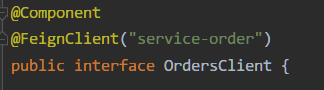 @Component
@FeignClient("service-order")
public interface OrdersClient {